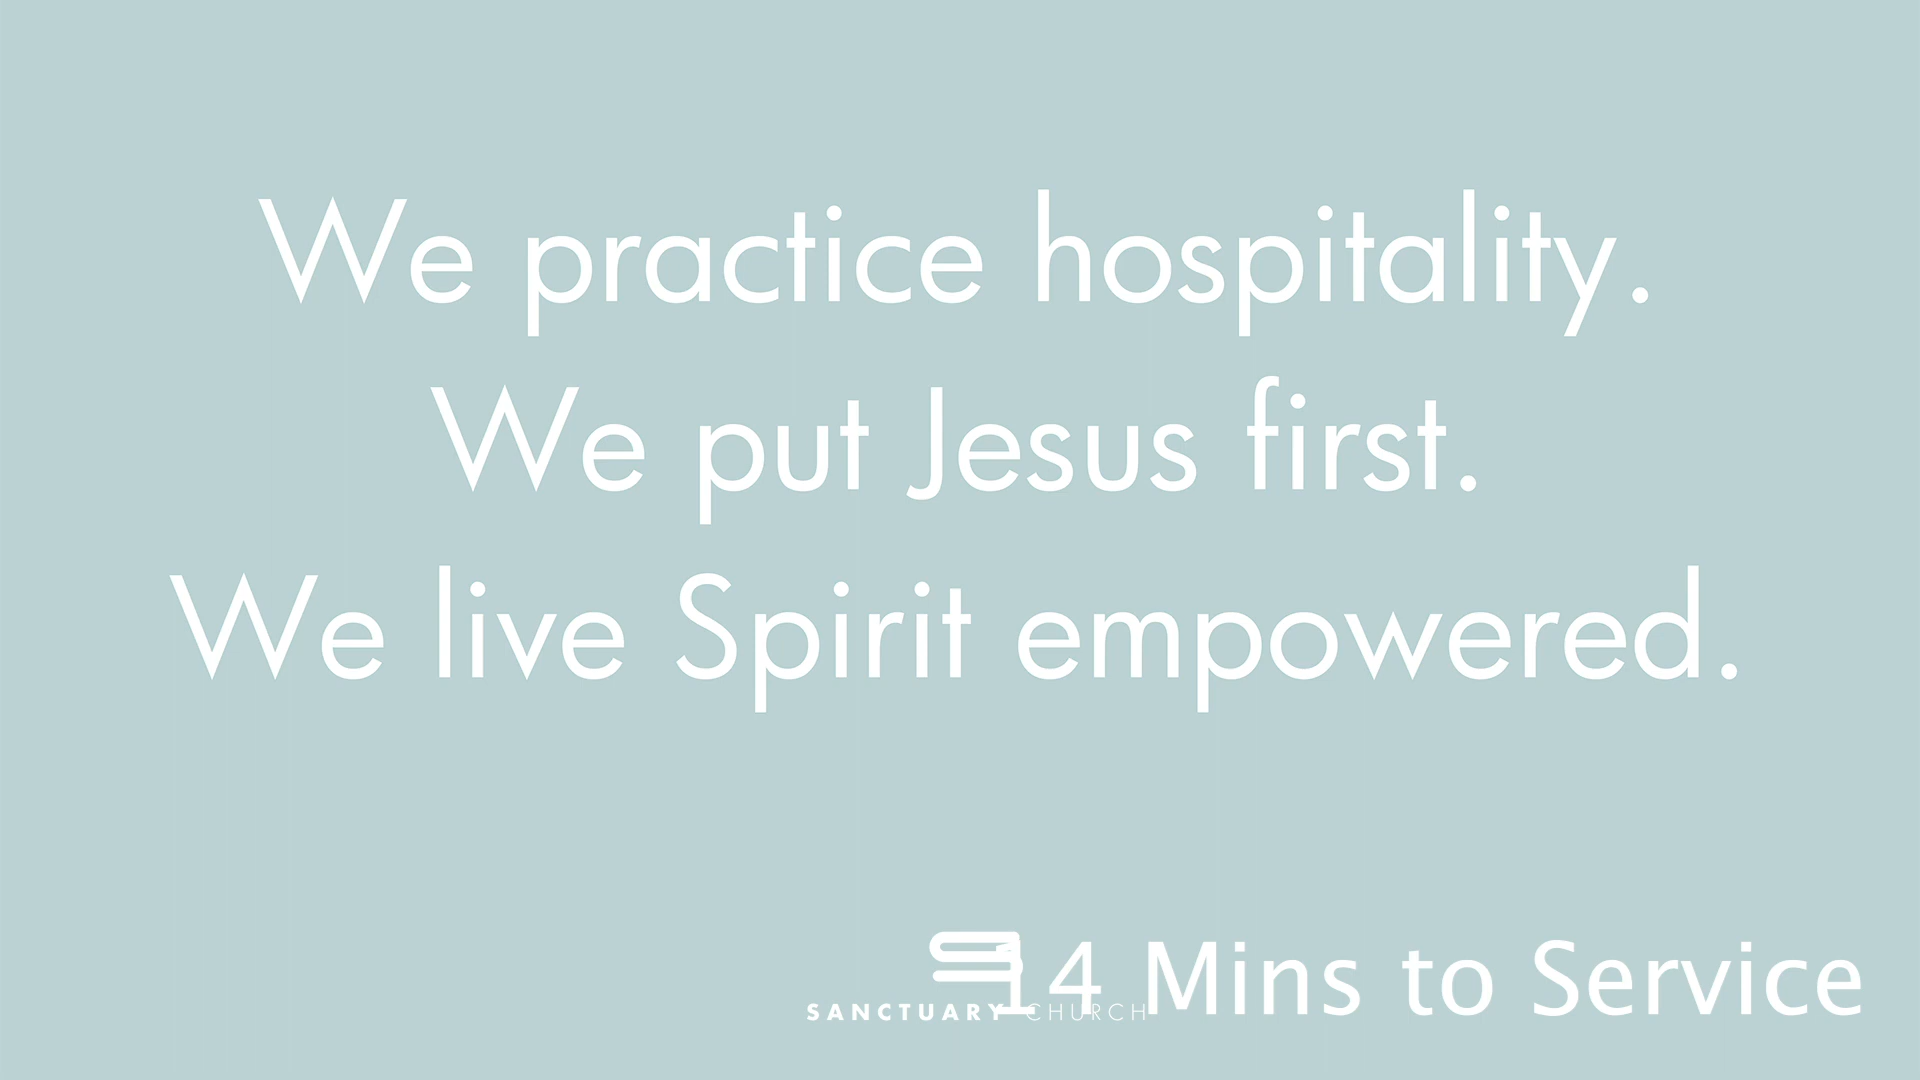 We practice hospitality.
We put Jesus first.
We live Spirit empowered.
14 Mins to Service
SANCTUARY CHURCH